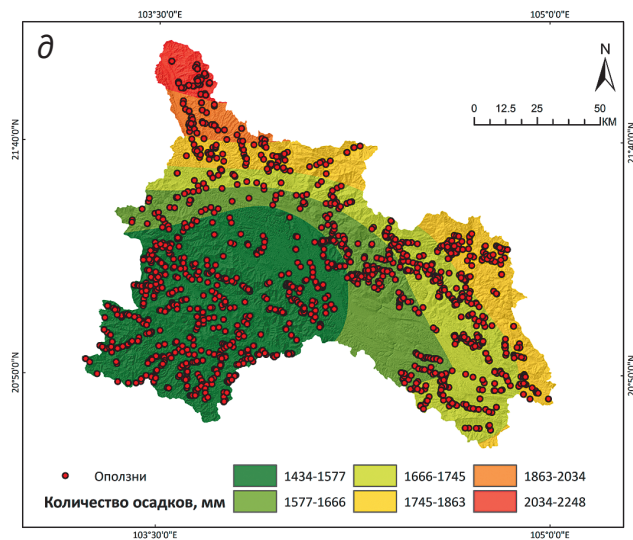 103°30'0"E 105°0'0"E
д
N
0 12.5 25 50
КМ
21°40'0"N 21°40'0"N
20°50'0"N 20°50'0"N
Оползни 1434-1577 1666-1745 1863-2034
Количество осадков, мм 1577-1666 1745-1863 2034-2248
103°30'0"E 105°0'0"E